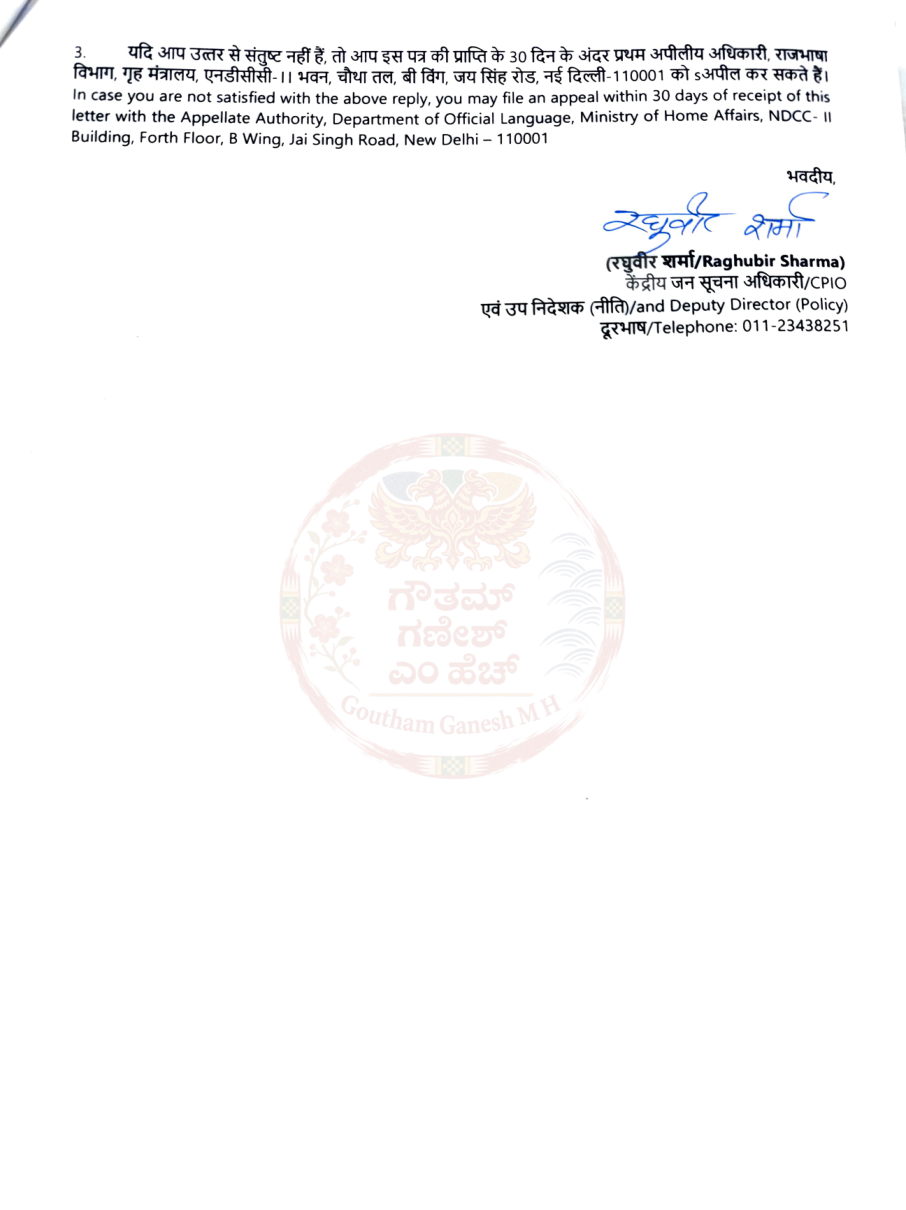 3. यदि आप उत्तर से संतुष्ट नहीं हैं, तो आप इस पत्र की प्राप्ति के 30 दिन के अंदर प्रथम अपीलीय अधिकारी, राजभाषा
विभाग, गृह मंत्रालय, एनडीसीसी-।। भवन, चौथा तल, बी विंग, जय सिंह रोड, नई दिल्ली-110001 को sअपील कर सकते हैं।
In case you are not satisfied with the above reply, you may file an appeal within 30 days of receipt of this
letter with the Appellate Authority, Department of Official Language, Ministry of Home Affairs, NDCC- II
Building, Forth Floor, B Wing, Jai Singh Road, New Delhi – 110001
भवदीय,
रघुवीर शर्मा
(रघुवीर शर्मा/Raghubir Sharma)
केंद्रीय जन सूचना अधिकारी/CPIO
एवं उप निदेशक (नीति)/and Deputy Director (Policy)
दूरभाष/Telephone: 011-23438251
ಗೌತಮ್
ಗಣೇಶ್
ಎಂ ಹೆಚ್
Goutham Ganesh M H